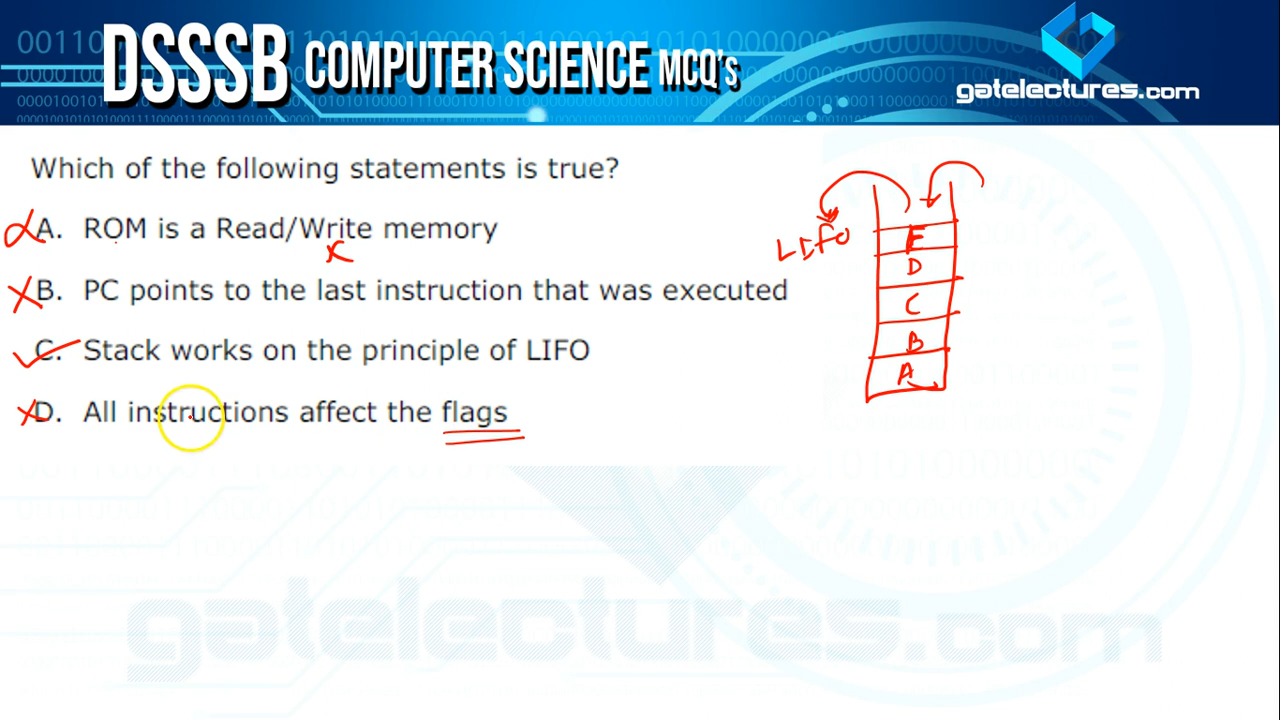 DSSSB COMPUTER SCIENCE MCQ's
gatelectures.com
Which of the following statements is true?
A. ROM is a Read/Write memory
B. PC points to the last instruction that was executed
C. Stack works on the principle of LIFO
D. All instructions affect the flags
LIFO
D
C
B
A
gatelectures.com